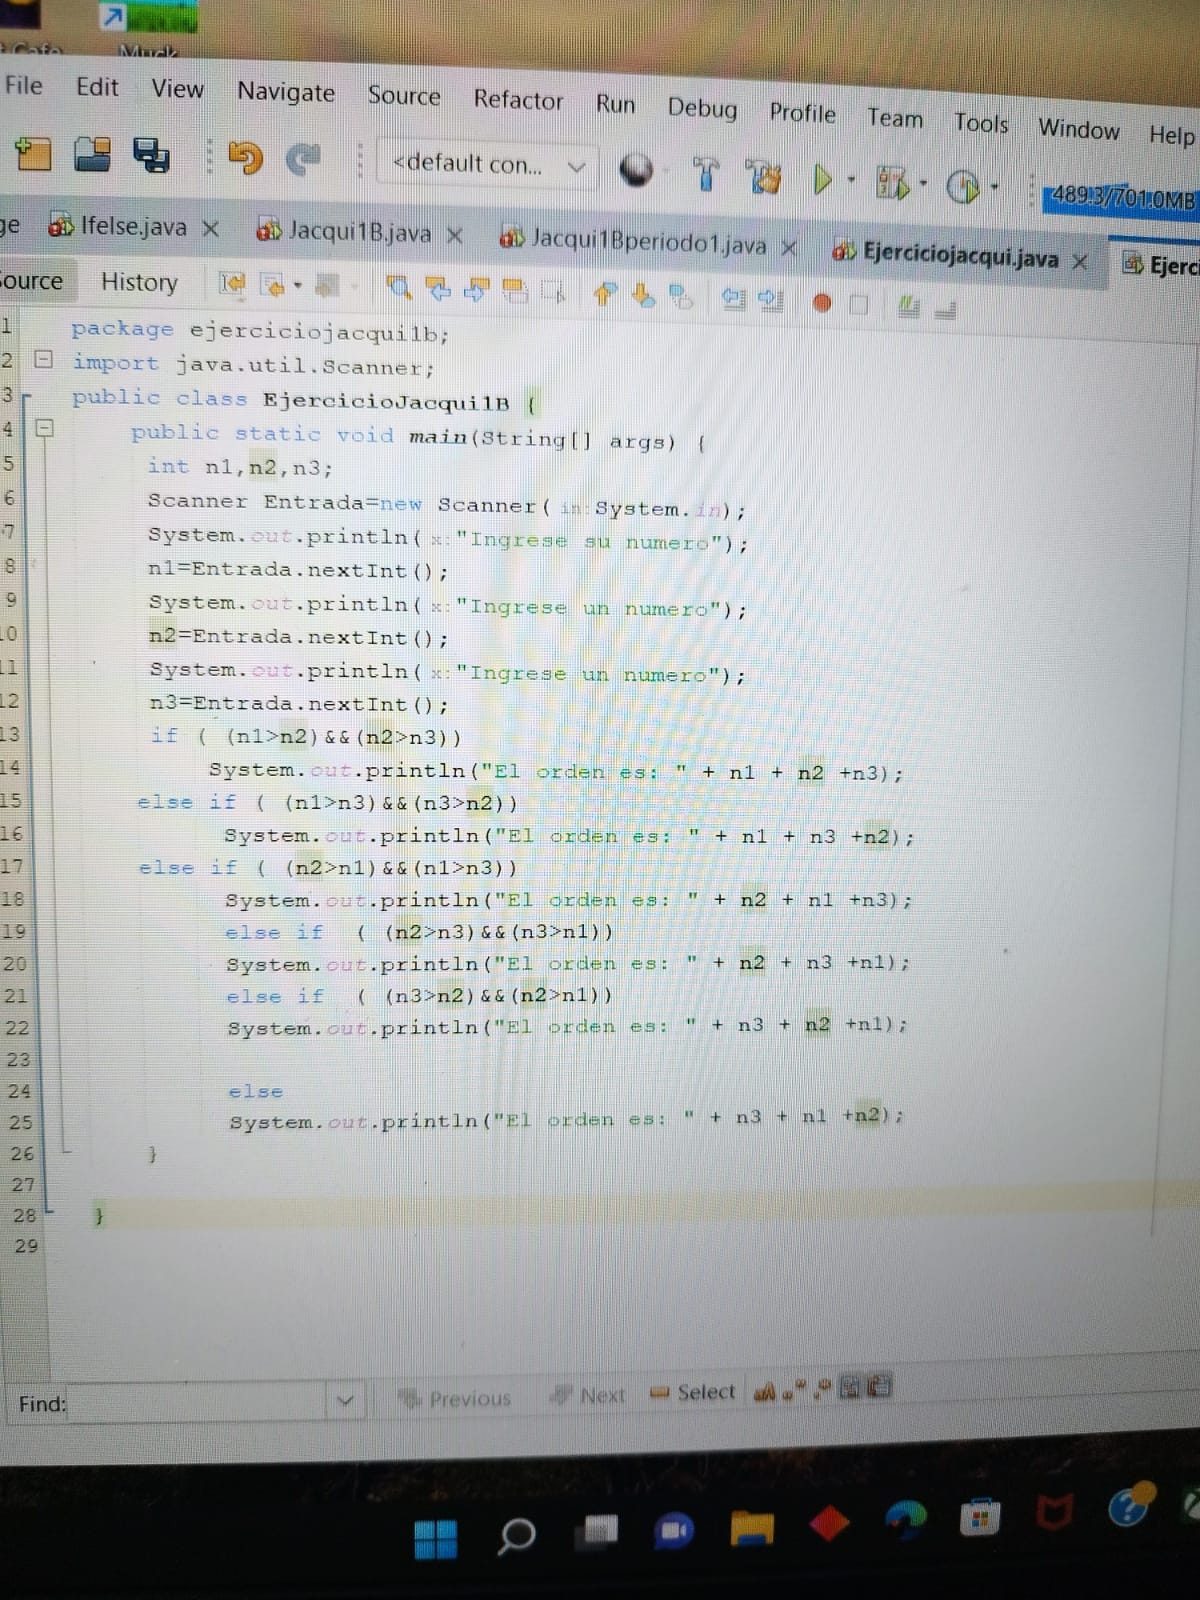 Muck
File Edit View Navigate Source Refactor Run Debug Profile Team Tools Window Help
<default con...
489.3/701.0MB
Ifelse.java Jacqui1B.java Jacqui1Bperiodo1.java Ejerciciojacqui.java Ejerci
ource History
1 package ejerciciojacqui1b;
2 import java.util.Scanner;
3 public class EjercicioJacqui1B {
4 public static void main(String[] args) {
5 int n1,n2,n3;
6 Scanner Entrada=new Scanner( in:System.in);
7 System.out.println( x:"Ingrese su numero");
8 n1=Entrada.nextInt();
9 System.out.println( x:"Ingrese un numero");
10 n2=Entrada.nextInt();
11 System.out.println( x:"Ingrese un numero");
12 n3=Entrada.nextInt();
13 if ( (n1>n2)&&(n2>n3))
14 System.out.println("El orden es: " + n1 + n2 +n3);
15 else if ( (n1>n3)&&(n3>n2))
16 System.out.println("El orden es: " + n1 + n3 +n2);
17 else if ( (n2>n1)&&(n1>n3))
18 System.out.println("El orden es: " + n2 + n1 +n3);
19 else if ( (n2>n3)&&(n3>n1))
20 System.out.println("El orden es: " + n2 + n3 +n1);
21 else if ( (n3>n2)&&(n2>n1))
22 System.out.println("El orden es: " + n3 + n2 +n1);
23
24 else
25 System.out.println("El orden es: " + n3 + n1 +n2);
26 }
27
28 }
29
Find: Previous Next Select